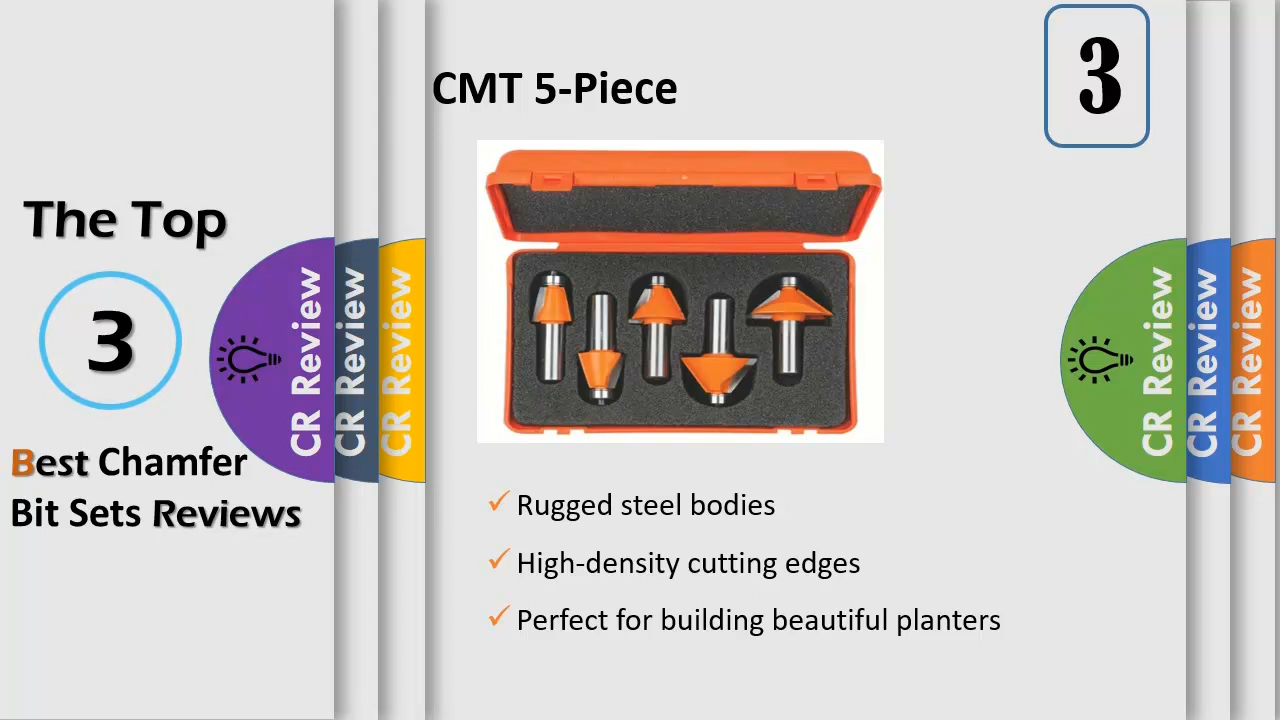 The Top
3
Best Chamfer
Bit Sets Reviews
CR Review
CR Review
CR Review
CMT 5-Piece
3
✓ Rugged steel bodies
✓ High-density cutting edges
✓ Perfect for building beautiful planters
CR Review
CR Review
CR Review